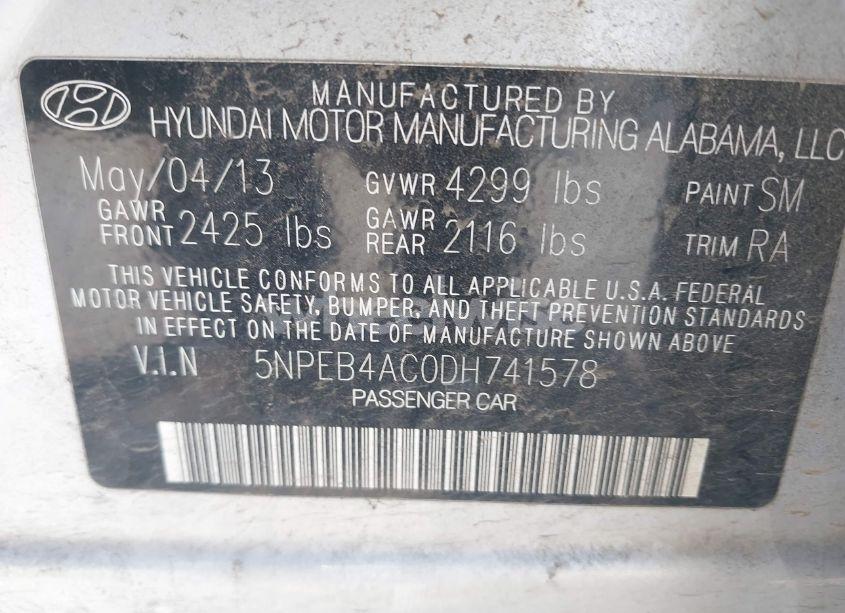 MANUFACTURED BY
HYUNDAI MOTOR MANUFACTURING ALABAMA, LLC
May/04/13 GVWR 4299 lbs PAINT SM
GAWR FRONT 2425 lbs GAWR REAR 2116 lbs TRIM RA
THIS VEHICLE CONFORMS TO ALL APPLICABLE U.S.A. FEDERAL
MOTOR VEHICLE SAFETY, BUMPER, AND THEFT PREVENTION STANDARDS
IN EFFECT ON THE DATE OF MANUFACTURE SHOWN ABOVE
V.I.N 5NPEB4AC0DH741578
PASSENGER CAR